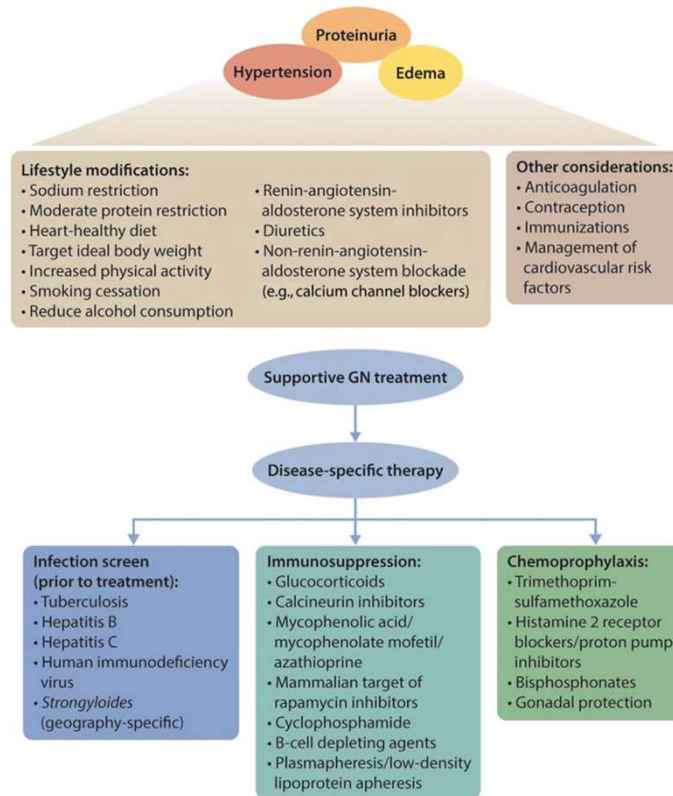 Proteinuria
Hypertension
Edema
Lifestyle modifications:
• Sodium restriction
• Moderate protein restriction
• Heart-healthy diet
• Target ideal body weight
• Increased physical activity
• Smoking cessation
• Reduce alcohol consumption
• Renin-angiotensin-
aldosterone system inhibitors
• Diuretics
• Non-renin-angiotensin-
aldosterone system blockade
(e.g., calcium channel blockers)
Other considerations:
• Anticoagulation
• Contraception
• Immunizations
• Management of
cardiovascular risk
factors
Supportive GN treatment
Disease-specific therapy
Infection screen
(prior to treatment):
• Tuberculosis
• Hepatitis B
• Hepatitis C
• Human immunodeficiency
virus
• Strongyloides
(geography-specific)
Immunosuppression:
• Glucocorticoids
• Calcineurin inhibitors
• Mycophenolic acid/
mycophenolate mofetil/
azathioprine
• Mammalian target of
rapamycin inhibitors
• Cyclophosphamide
• B-cell depleting agents
• Plasmapheresis/low-density
lipoprotein apheresis
Chemoprophylaxis:
• Trimethoprim-
sulfamethoxazole
• Histamine 2 receptor
blockers/proton pump
inhibitors
• Bisphosphonates
• Gonadal protection